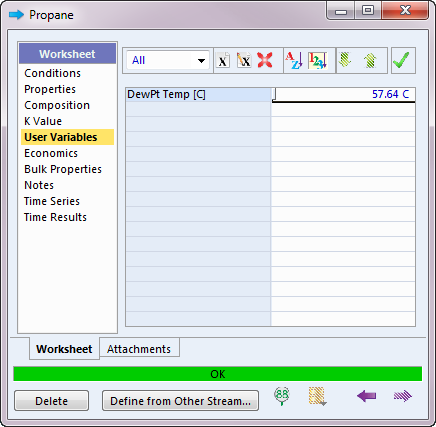 Propane
Worksheet
All
Conditions
Properties
Composition
K Value
User Variables
Economics
Bulk Properties
Notes
Time Series
Time Results
DewPt Temp [C]
57.64 C
Worksheet
Attachments
OK
Delete
Define from Other Stream...